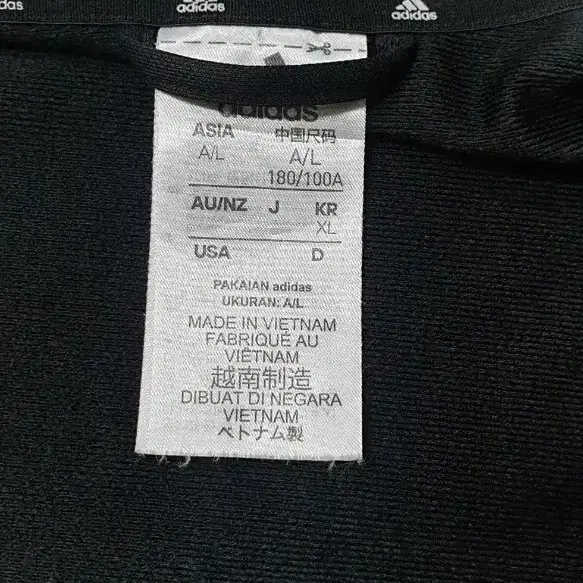 das
adidas
adidas
adidas
ASIA 中国尺码
A/L A/L
180/100A
AU/NZ J KR
XL
USA D
PAKAIAN adidas
UKURAN: A/L
MADE IN VIETNAM
FABRIQUÉ AU
VIÊTNAM
越南制造
DIBUAT DI NEGARA
VIETNAM
ベトナム製